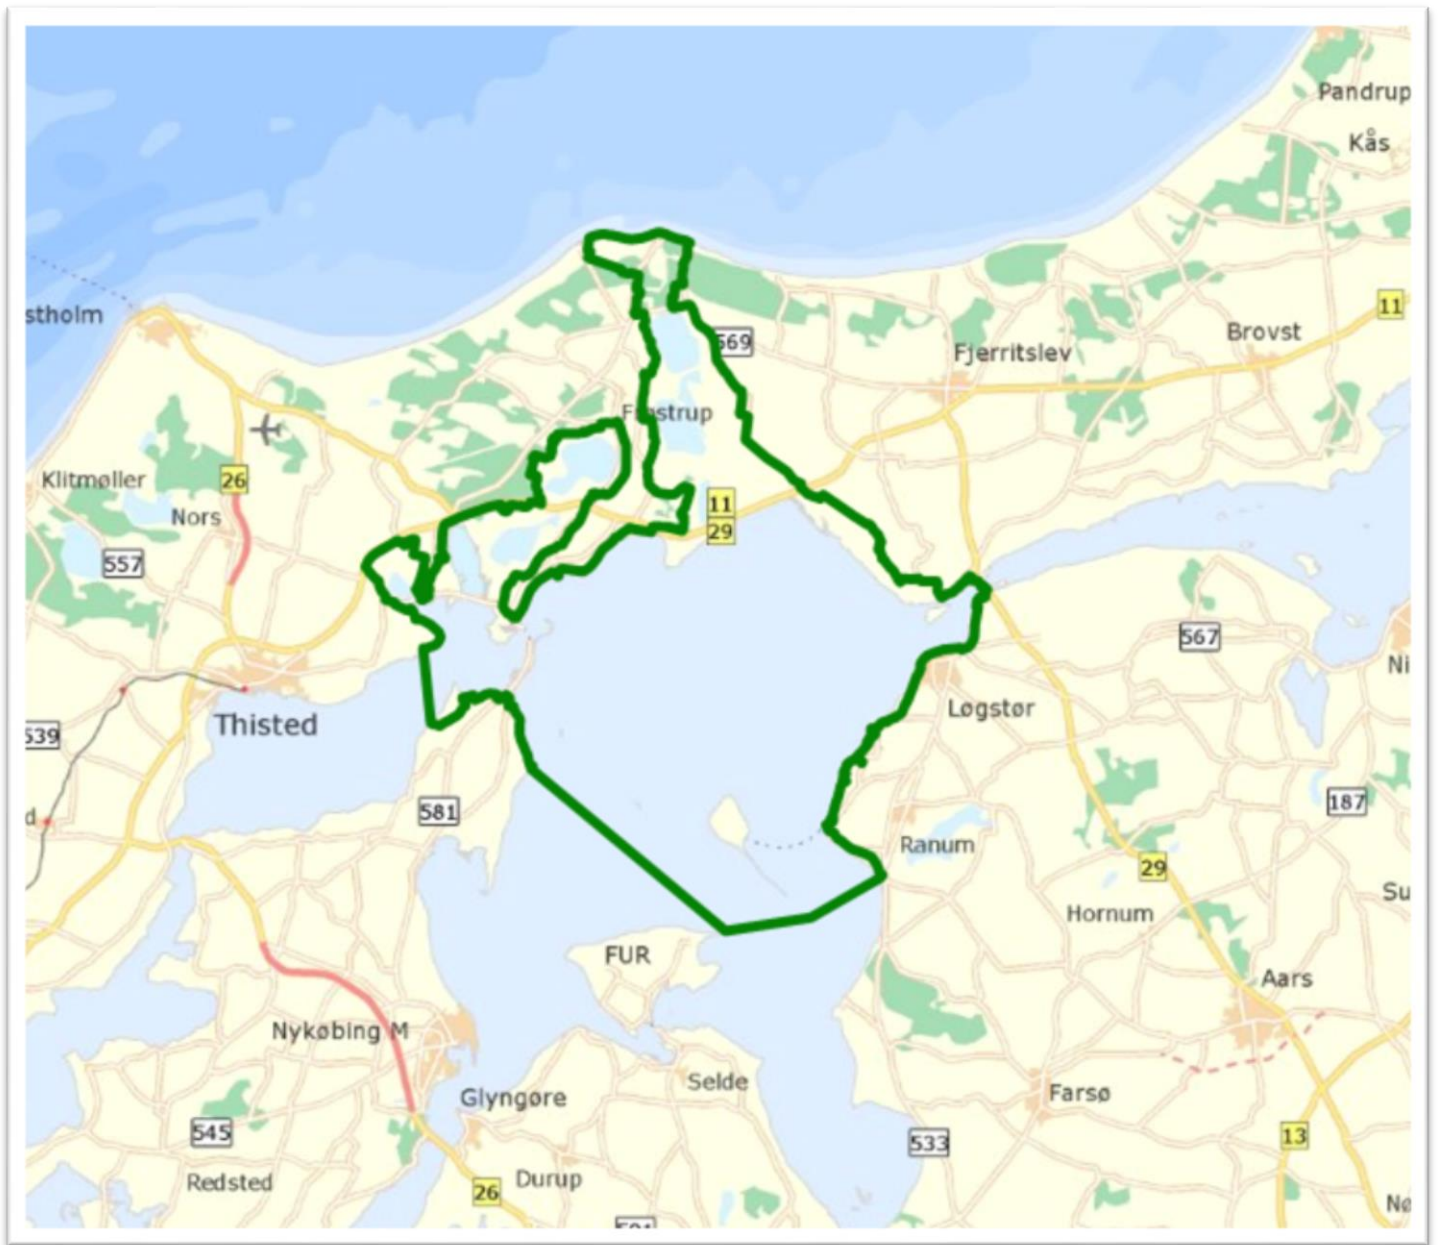 Pandrup
Kås
stholm
11
Brovst
569
Fjerritslev
Frøstrup
Klitmøller
26
Nors
11
29
557
567
Ni
Løgstør
Thisted
539
581
187
d
Ranum
29
Su
Hornum
FUR
Aars
Nykøbing M
Selde
Glyngøre
Farsø
545
533
13
Redsted
Durup
26
Nø